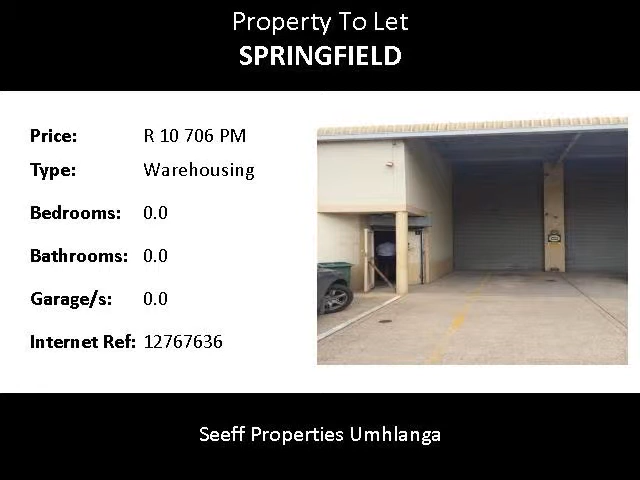 Property To Let
SPRINGFIELD
Price: R 10 706 PM
Type: Warehousing
Bedrooms: 0.0
Bathrooms: 0.0
Garage/s: 0.0
Internet Ref: 12767636
Seeff Properties Umhlanga